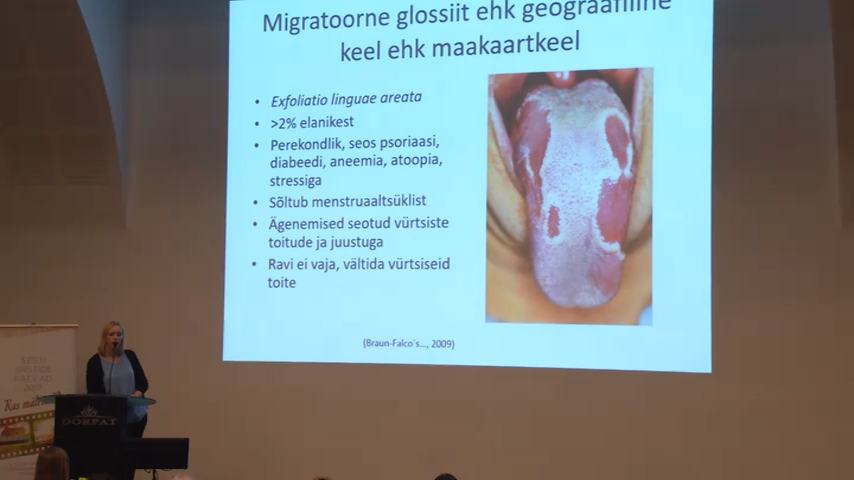 Migratoorne glossiit ehk geograafiline
keel ehk maakaartkeel
• Exfoliatio linguae areata
• >2% elanikest
• Perekondlik, seos psoriaasi,
diabeedi, aneemia, atoopia,
stressiga
• Sõltub menstruaaltsüklist
• Ägenemised seotud vürtsiste
toitude ja juustuga
• Ravi ei vaja, vältida vürtsiseid
toite
(Braun-Falco´s..., 2009)
DORPAT